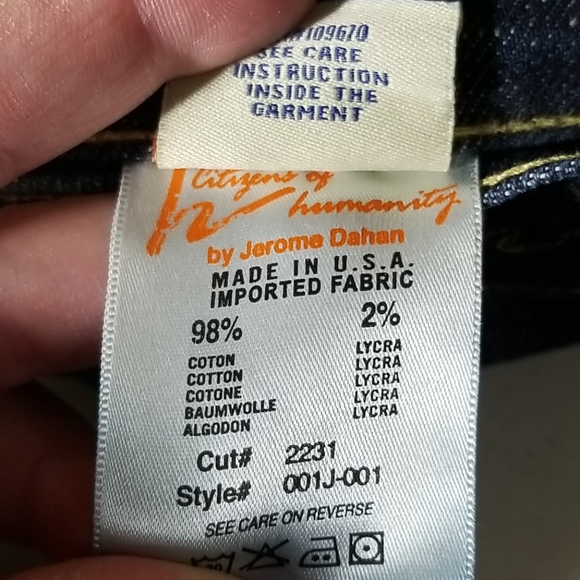 109670
SEE CARE
INSTRUCTION
INSIDE THE
GARMENT
Citizens of
humanity
by Jerome Dahan
MADE IN U.S.A.
IMPORTED FABRIC
98% 2%
COTON LYCRA
COTTON LYCRA
COTONE LYCRA
BAUMWOLLE LYCRA
ALGODON LYCRA
Cut# 2231
Style# 001J-001
SEE CARE ON REVERSE